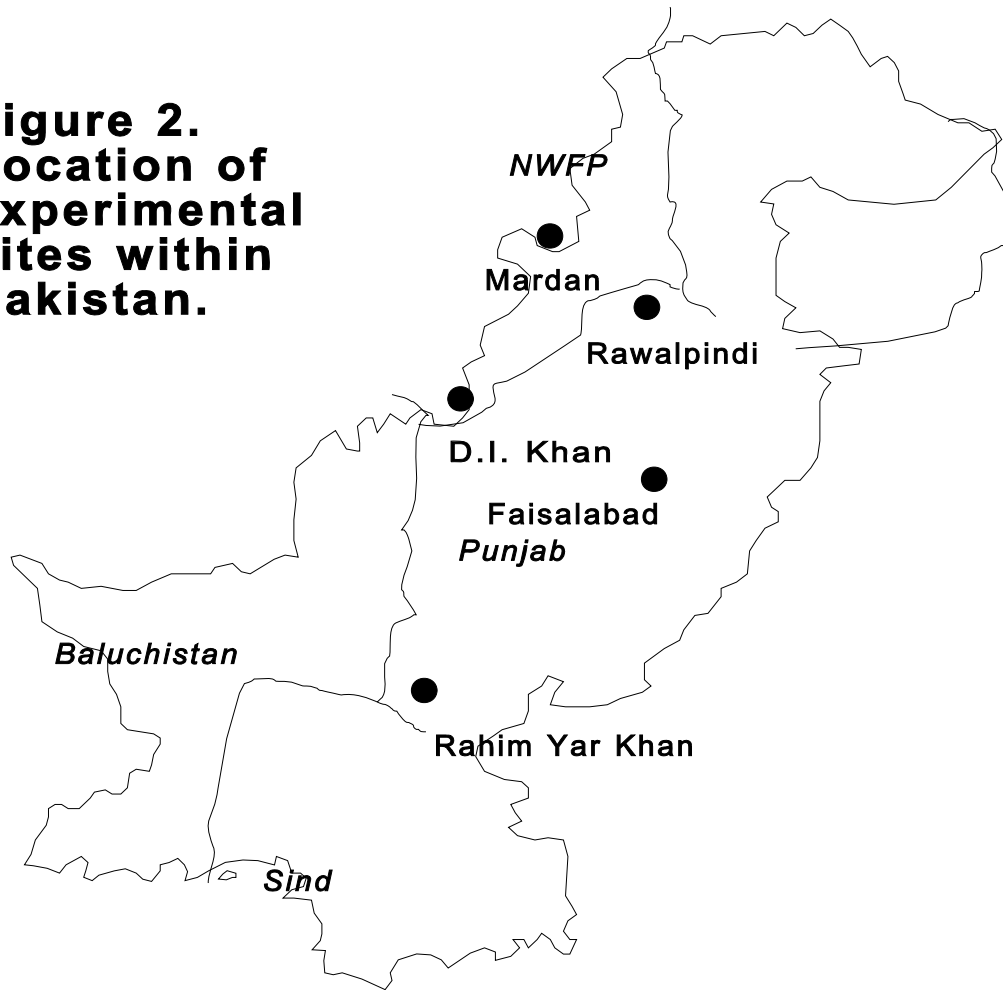 igure 2.
ocation of
xperimental
ites within
akistan.
NWFP
Mardan
Rawalpindi
D.I. Khan
Faisalabad
Punjab
Baluchistan
Rahim Yar Khan
Sind